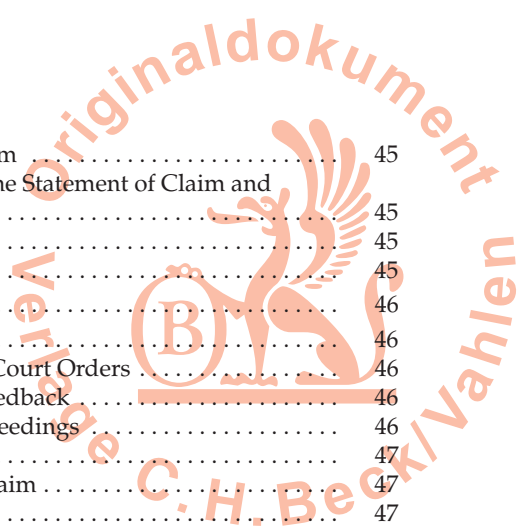 Originaldokument
m . . . . . . . . . . . . . . . . . . . . . . . . . . . . 45
ne Statement of Claim and
. . . . . . . . . . . . . . . . . . . . . . . . . . . . . . 45
. . . . . . . . . . . . . . . . . . . . . . . . . . . . . . 45
. . . . . . . . . . . . . . . . . . . . . . . . . . . . . . 45
. . . . . . . . . . . . . . . . . . . . . . . . . . . . . . 46
. . . . . . . . . . . . . . . . . . . . . . . . . . . . . . 46
Court Orders . . . . . . . . . . . . . . . . . . 46
edback . . . . . . . . . . . . . . . . . . . . . . . 46
eedings . . . . . . . . . . . . . . . . . . . . . . 46
. . . . . . . . . . . . . . . . . . . . . . . . . . . . . . 47
aim . . . . . . . . . . . . . . . . . . . . . . . . . . 47
. . . . . . . . . . . . . . . . . . . . . . . . . . . . . . 47
B
Verlage C.H.Beck/Vahlen